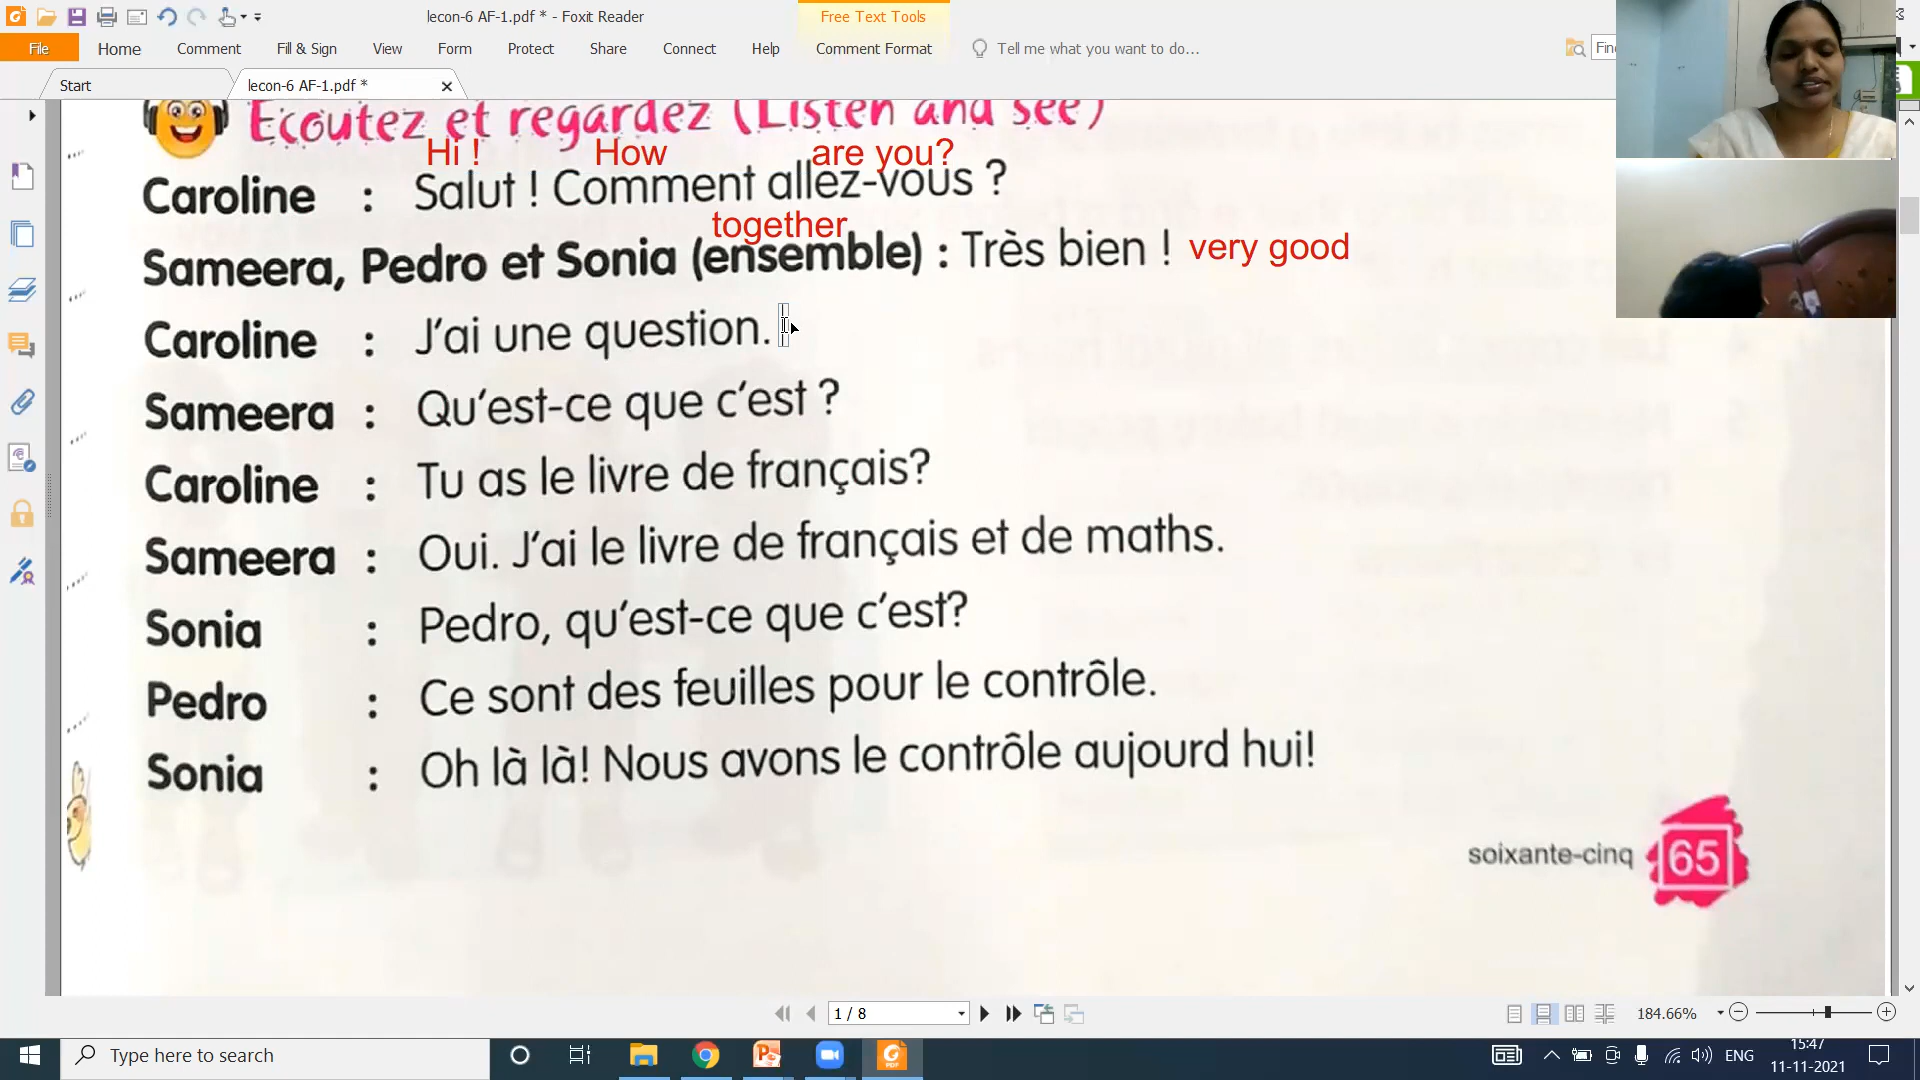 lecon-6 AF-1.pdf * - Foxit Reader
Free Text Tools
File Home Comment Fill & Sign View Form Protect Share Connect Help Comment Format Tell me what you want to do...
Start lecon-6 AF-1.pdf *
Ecoutez et regardez (Listen and see)
Hi ! How are you?
Caroline : Salut ! Comment allez-vous ?
together
Sameera, Pedro et Sonia (ensemble) : Très bien ! very good
Caroline : J'ai une question.
Sameera : Qu'est-ce que c'est ?
Caroline : Tu as le livre de français?
Sameera : Oui. J'ai le livre de français et de maths.
Sonia : Pedro, qu'est-ce que c'est?
Pedro : Ce sont des feuilles pour le contrôle.
Sonia : Oh là là! Nous avons le contrôle aujourd hui!
soixante-cinq 65
1 / 8
184.66%
Type here to search
ENG
15:47
11-11-2021